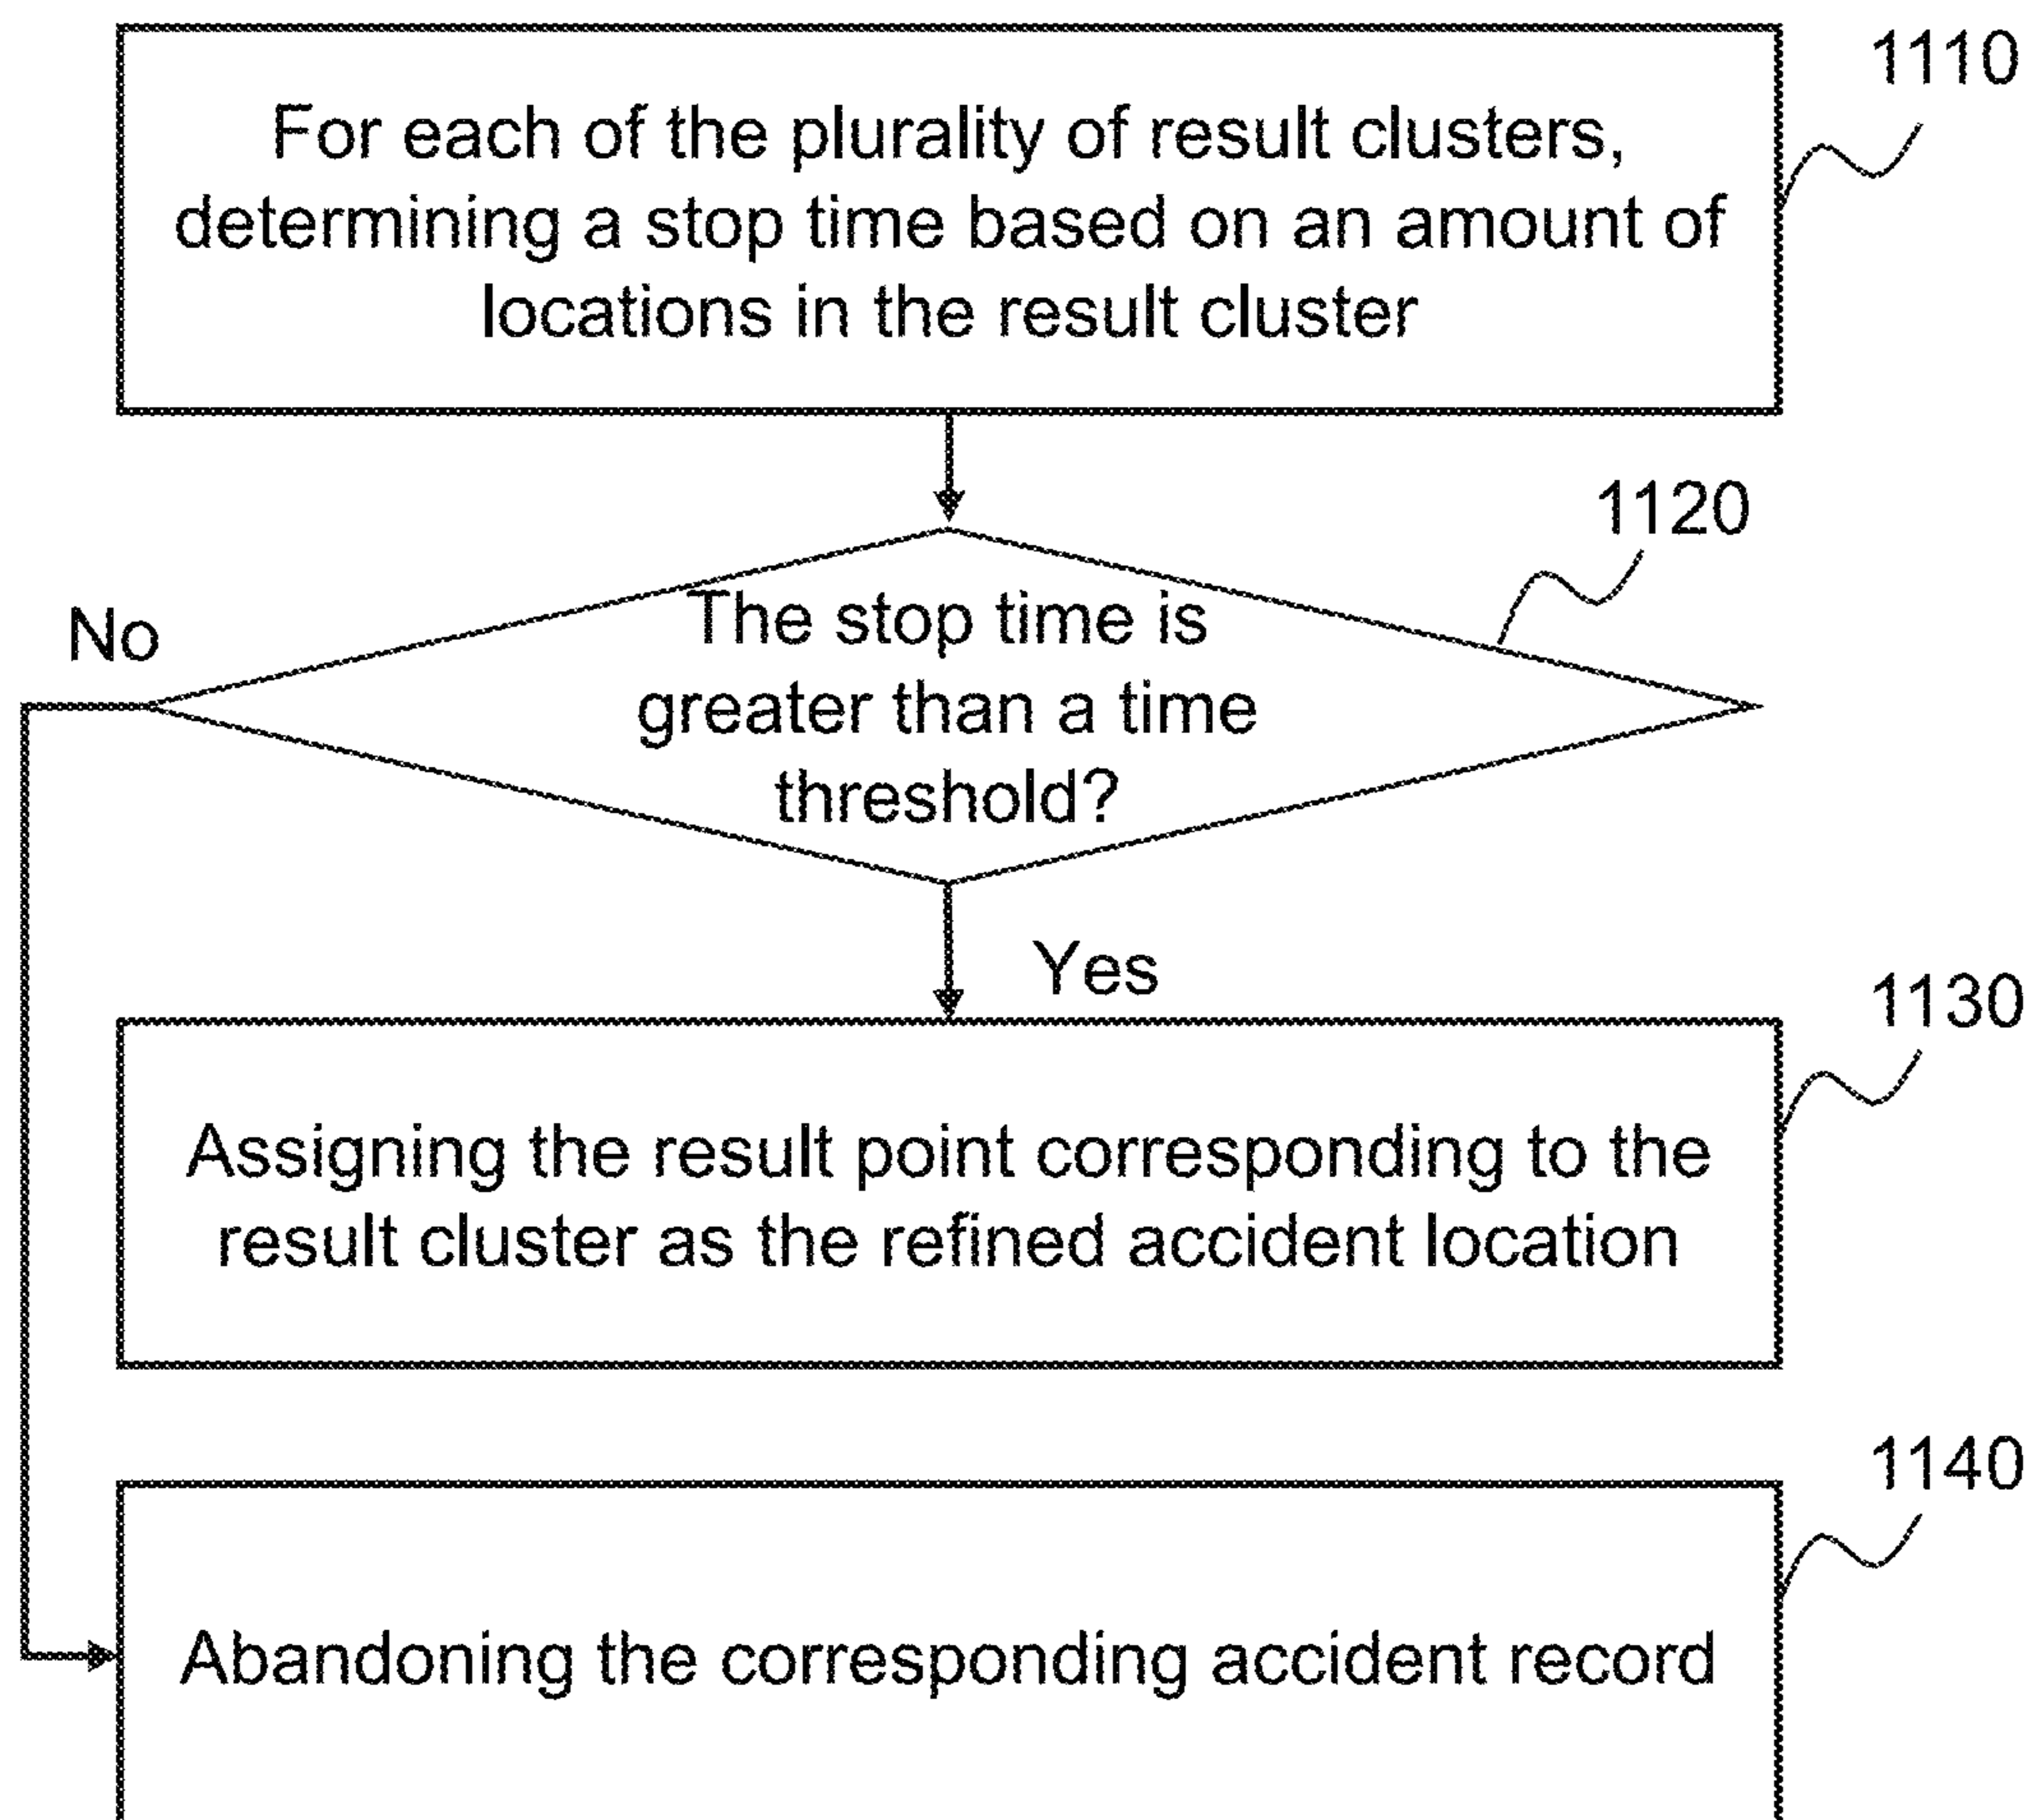 1110
For each of the plurality of result clusters,
determining a stop time based on an amount of
locations in the result cluster
1120
No
The stop time is
greater than a time
threshold?
Yes
1130
Assigning the result point corresponding to the
result cluster as the refined accident location
1140
Abandoning the corresponding accident record